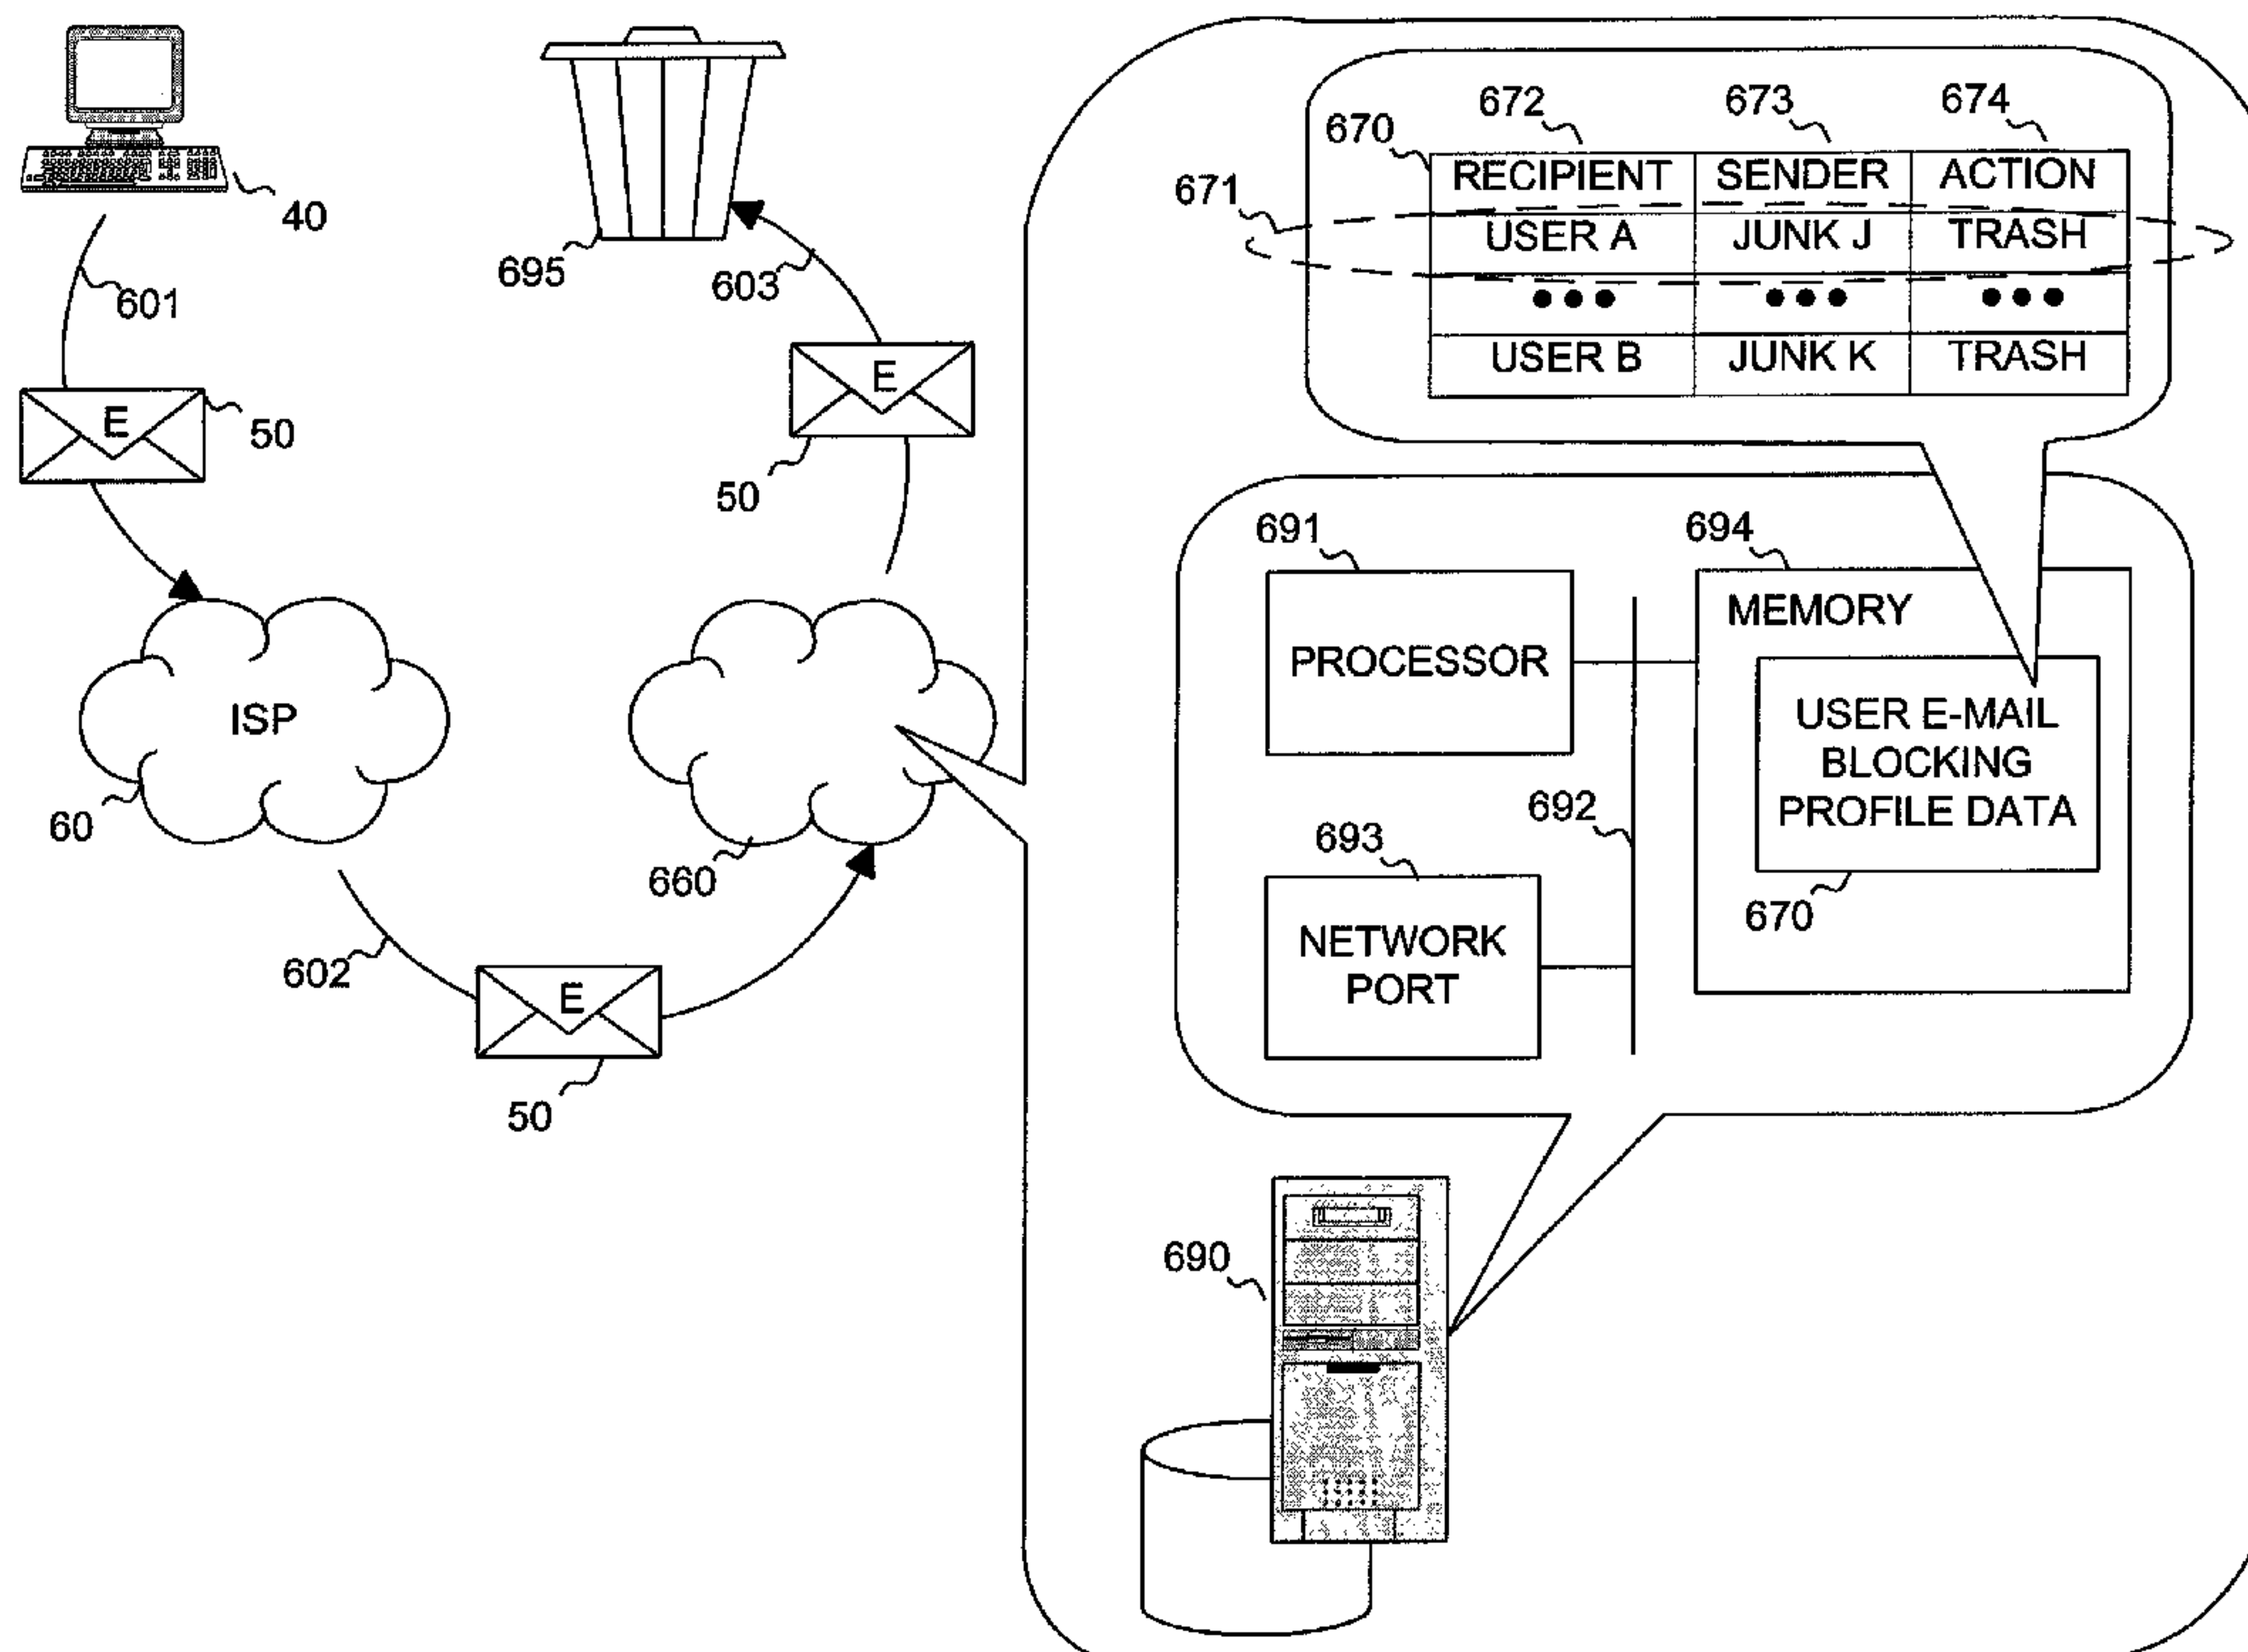 40
601
E
50
ISP
60
602
E
50
695
603
E
50
660
672 673 674
670
671
RECIPIENT SENDER ACTION
USER A JUNK J TRASH
●●● ●●● ●●●
USER B JUNK K TRASH
691
694
PROCESSOR
MEMORY
USER E-MAIL
BLOCKING
PROFILE DATA
670
692
693
NETWORK
PORT
690